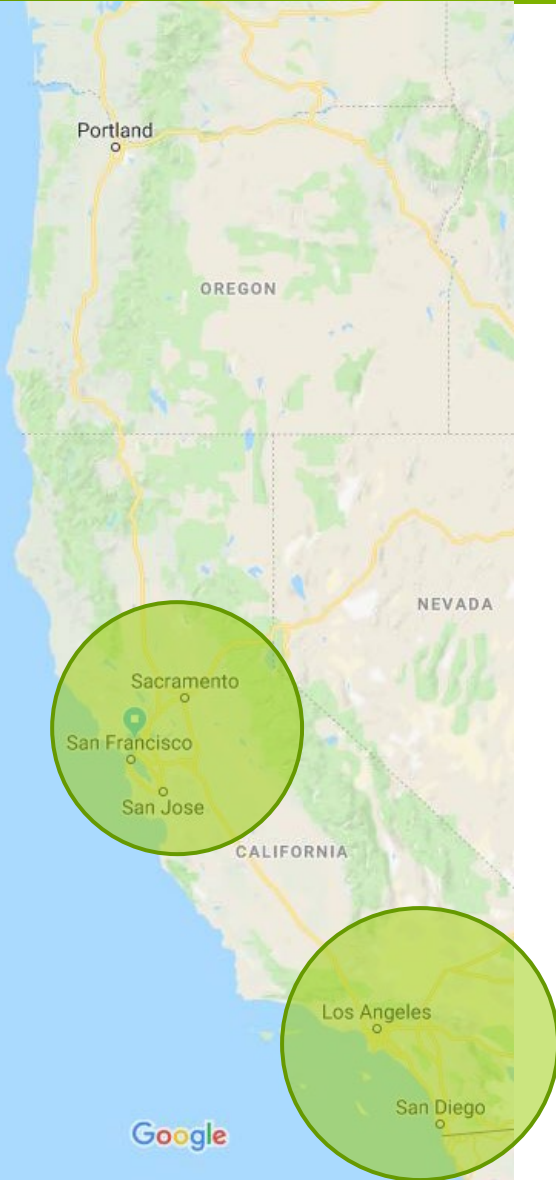 Portland
OREGON
NEVADA
Sacramento
San Francisco
San Jose
CALIFORNIA
Los Angeles
San Diego
Google